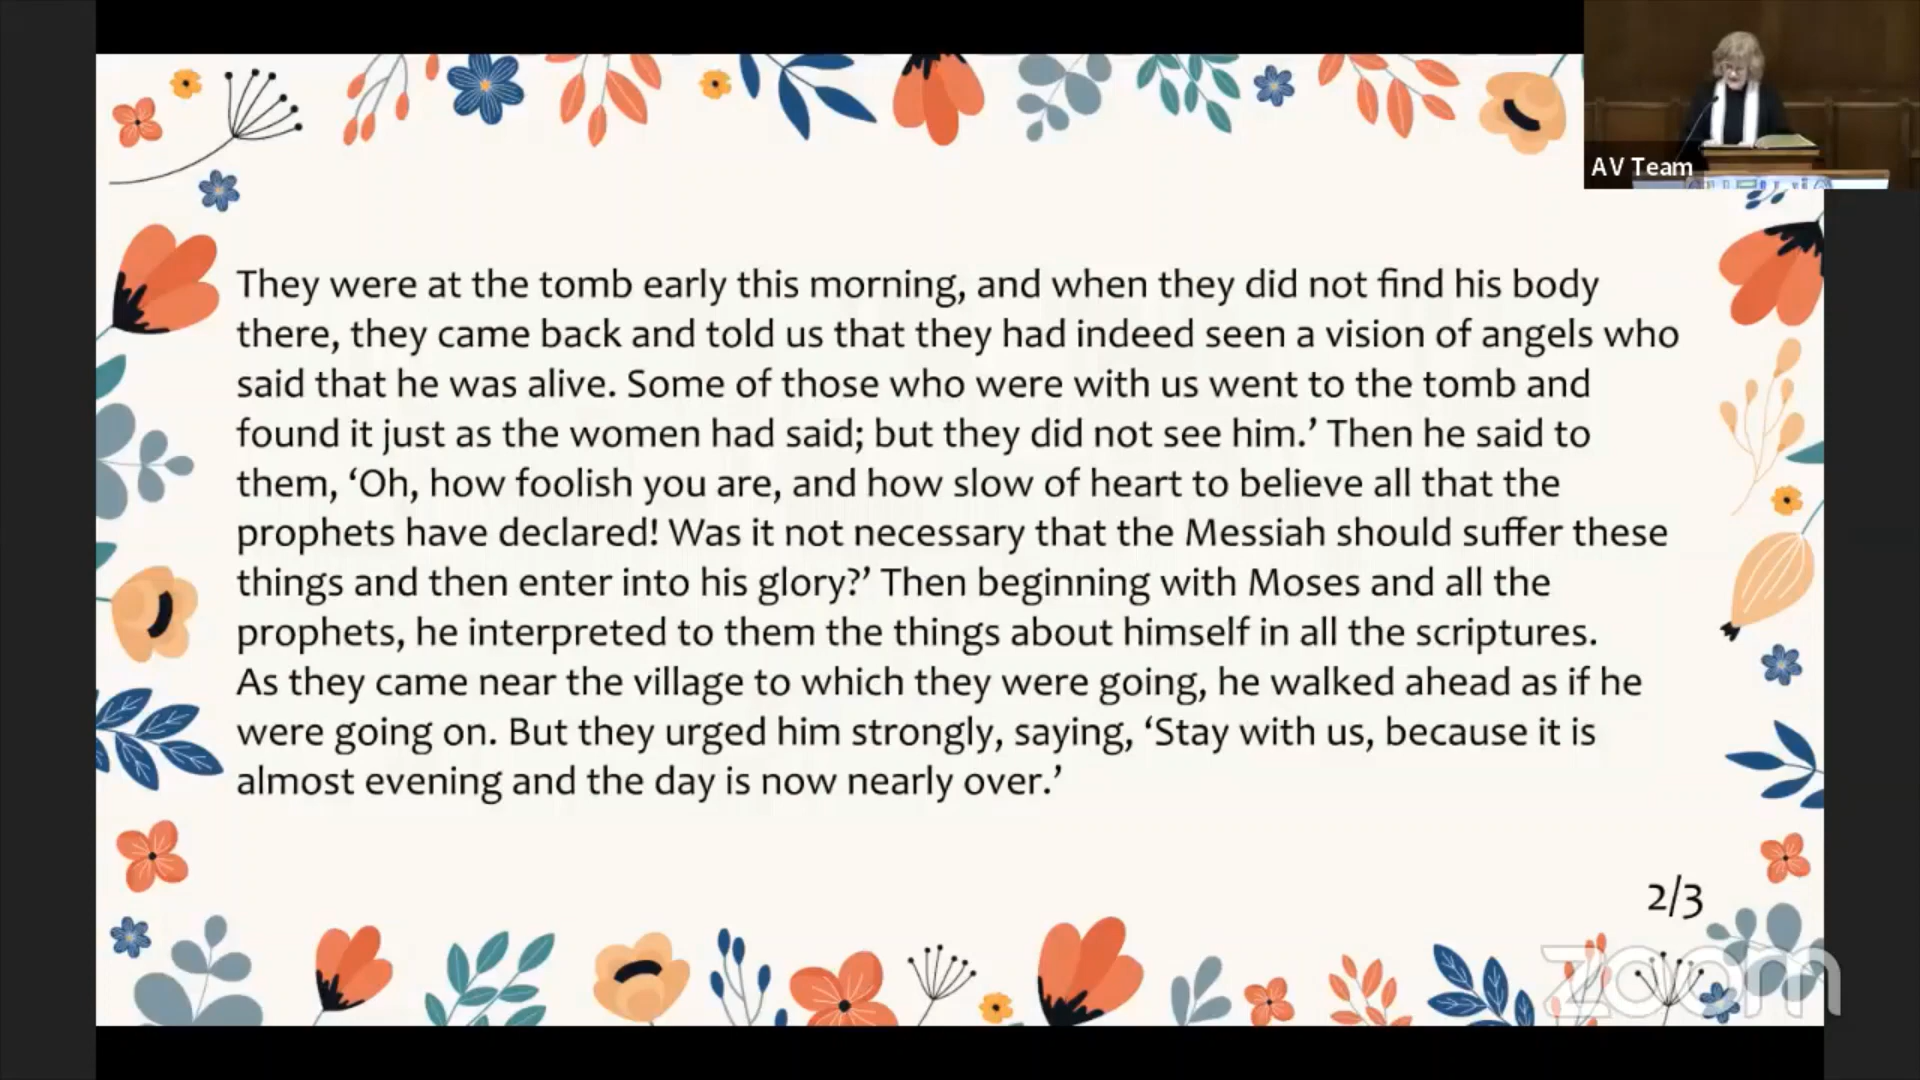 AV Team
They were at the tomb early this morning, and when they did not find his body
there, they came back and told us that they had indeed seen a vision of angels who
said that he was alive. Some of those who were with us went to the tomb and
found it just as the women had said; but they did not see him.’ Then he said to
them, ‘Oh, how foolish you are, and how slow of heart to believe all that the
prophets have declared! Was it not necessary that the Messiah should suffer these
things and then enter into his glory?’ Then beginning with Moses and all the
prophets, he interpreted to them the things about himself in all the scriptures.
As they came near the village to which they were going, he walked ahead as if he
were going on. But they urged him strongly, saying, ‘Stay with us, because it is
almost evening and the day is now nearly over.’
2/3
zoom